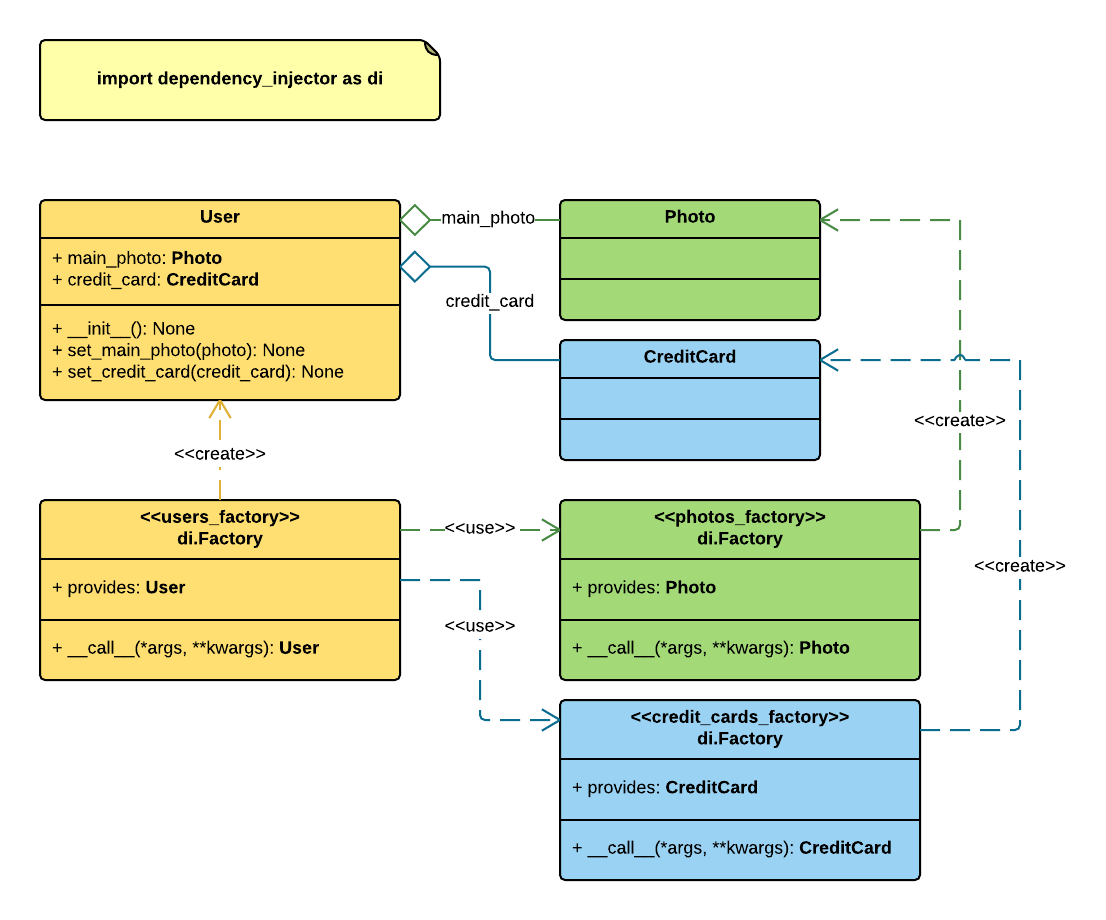 import dependency_injector as di
User
+ main_photo: Photo
+ credit_card: CreditCard
+ __init__(): None
+ set_main_photo(photo): None
+ set_credit_card(credit_card): None
main_photo
credit_card
Photo
CreditCard
<<create>>
<<create>>
<<create>>
<<users_factory>>
di.Factory
+ provides: User
+ __call__(*args, **kwargs): User
<<use>>
<<use>>
<<photos_factory>>
di.Factory
+ provides: Photo
+ __call__(*args, **kwargs): Photo
<<credit_cards_factory>>
di.Factory
+ provides: CreditCard
+ __call__(*args, **kwargs): CreditCard